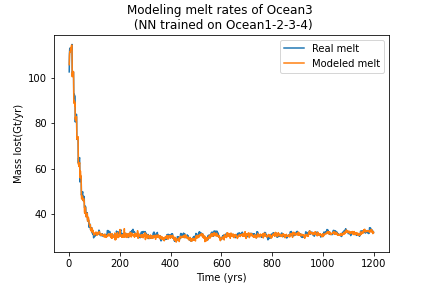 Modeling melt rates of Ocean3
(NN trained on Ocean1-2-3-4)
Real melt
Modeled melt
Mass lost(Gt/yr)
100
80
60
40
0 200 400 600 800 1000 1200
Time (yrs)